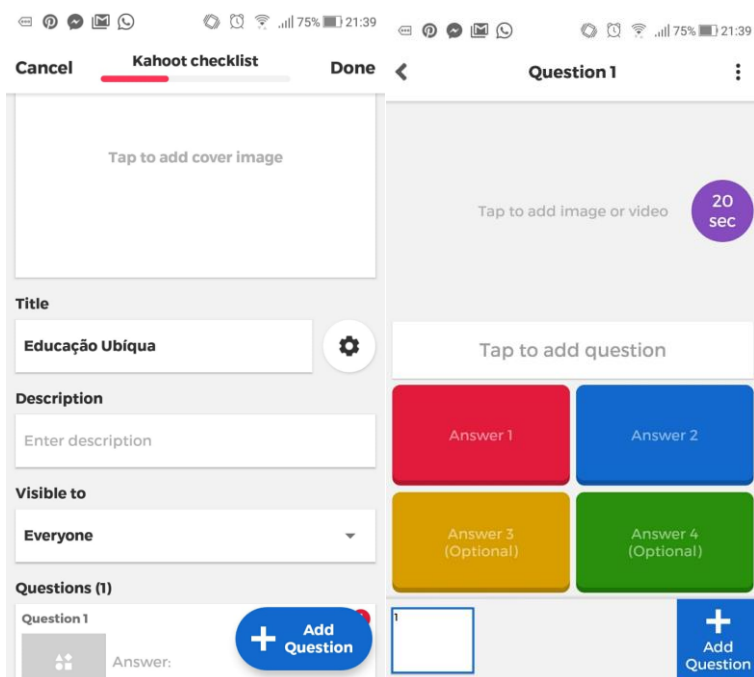 75% 21:39
Cancel
Kahoot checklist
Done
Tap to add cover image
Title
Educação Ubíqua
Description
Enter description
Visible to
Everyone
Questions (1)
Question 1
Answer:
Add
Question
75% 21:39
Question 1
Tap to add image or video
20
sec
Tap to add question
Answer 1
Answer 2
Answer 3
(Optional)
Answer 4
(Optional)
1
Add
Question